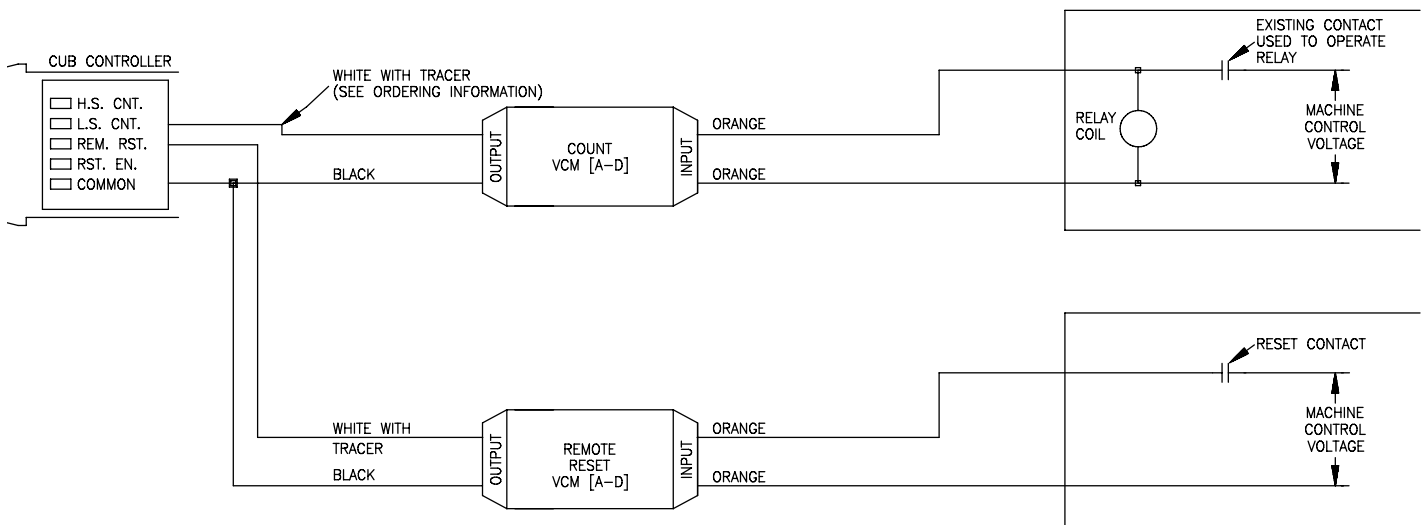 CUB CONTROLLER
H.S. CNT.
L.S. CNT.
REM. RST.
RST. EN.
COMMON
WHITE WITH TRACER
(SEE ORDERING INFORMATION)
BLACK
OUTPUT
COUNT
VCM [A-D]
INPUT
ORANGE
ORANGE
EXISTING CONTACT
USED TO OPERATE
RELAY
RELAY
COIL
MACHINE
CONTROL
VOLTAGE
WHITE WITH
TRACER
BLACK
OUTPUT
REMOTE
RESET
VCM [A-D]
INPUT
ORANGE
ORANGE
RESET CONTACT
MACHINE
CONTROL
VOLTAGE